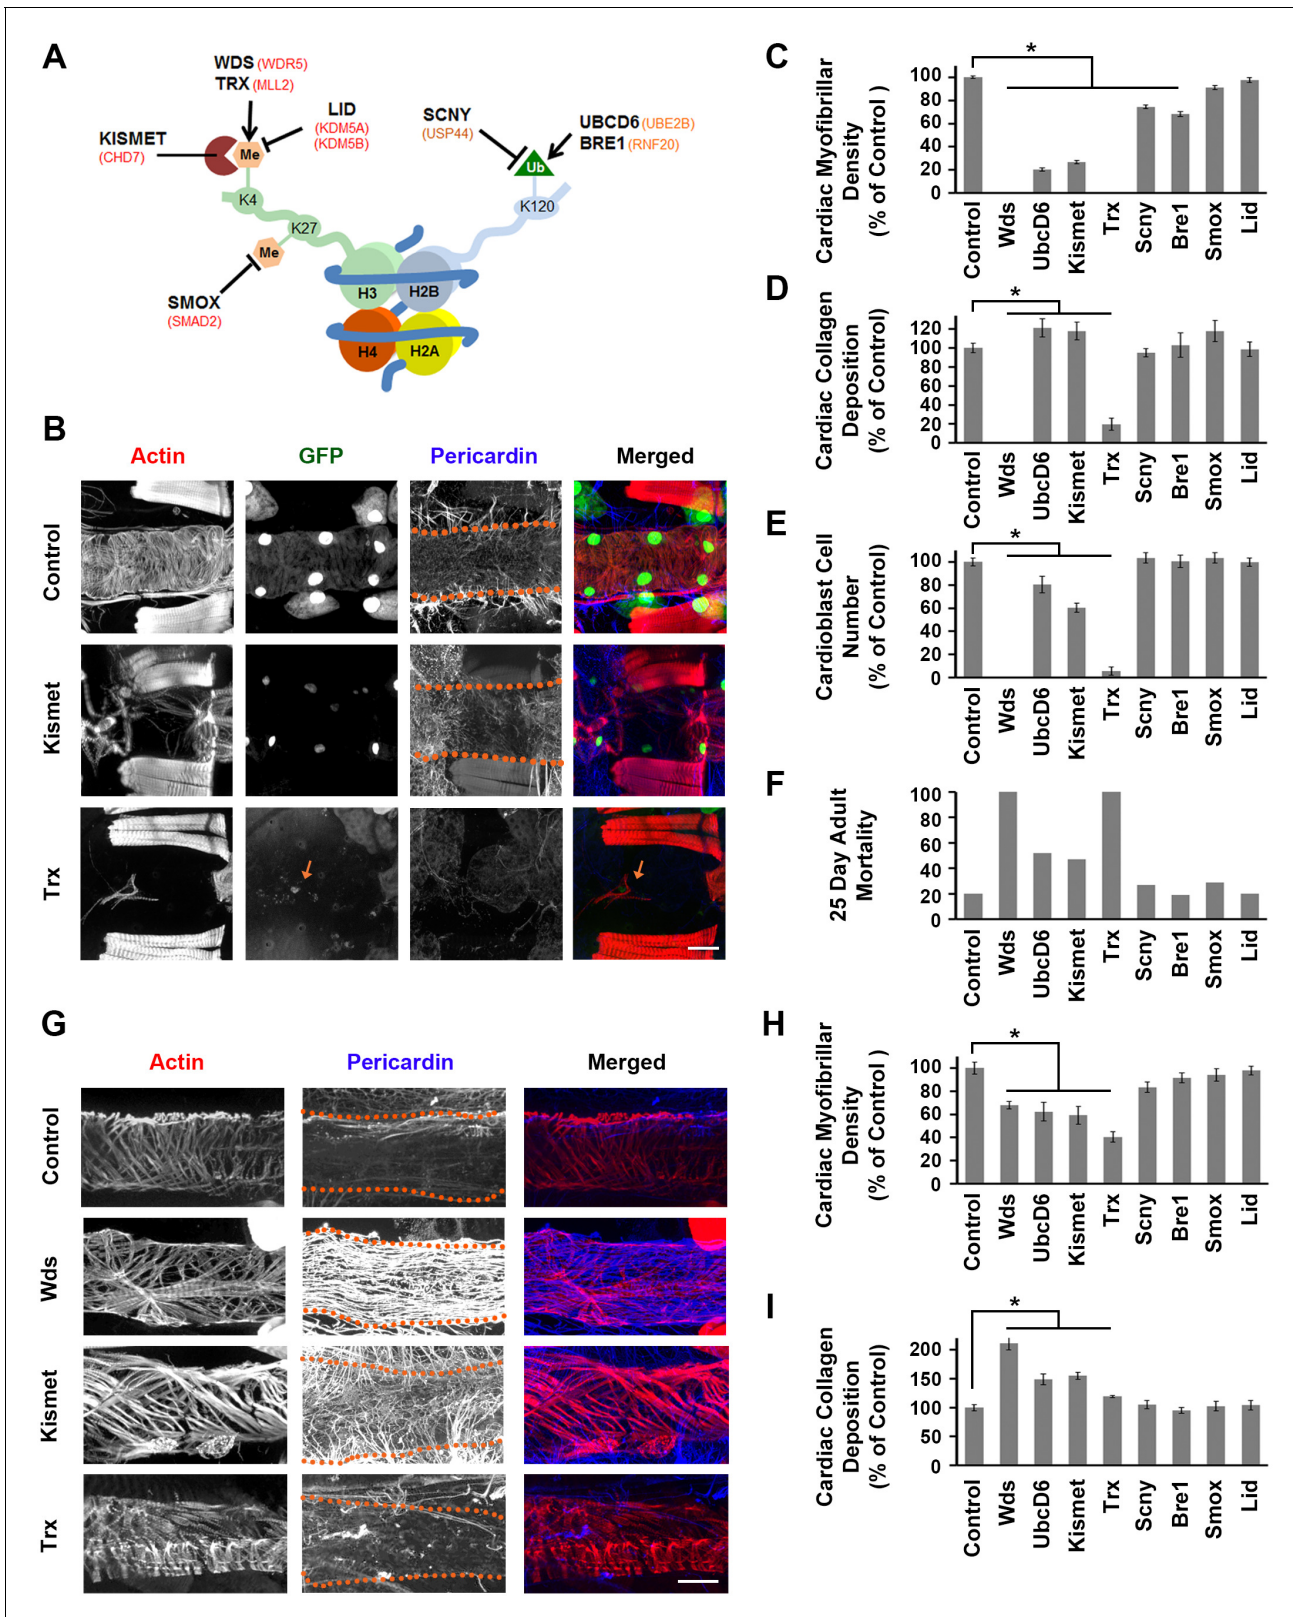 A
WDS (WDR5)
TRX (MLL2)
LID
(KDM5A)
(KDM5B)
KISMET
(CHD7)
Me
K4
K27
Me
SMOX
(SMAD2)
SCNY
(USP44)
UBCD6 (UBE2B)
BRE1 (RNF20)
Ub
K120
H3
H2B
H4
H2A
B
Actin
GFP
Pericardin
Merged
Control
Kismet
Trx
C
Cardiac Myofibrillar
Density
(% of Control )
*
100
80
60
40
20
0
Control
Wds
UbcD6
Kismet
Trx
Scny
Bre1
Smox
Lid
D
Cardiac Collagen
Deposition
(% of Control)
*
120
100
80
60
40
20
0
Control
Wds
UbcD6
Kismet
Trx
Scny
Bre1
Smox
Lid
E
Cardioblast Cell
Number
(% of Control)
*
100
80
60
40
20
0
Control
Wds
UbcD6
Kismet
Trx
Scny
Bre1
Smox
Lid
F
25 Day Adult
Mortality
100
80
60
40
20
0
Control
Wds
UbcD6
Kismet
Trx
Scny
Bre1
Smox
Lid
G
Actin
Pericardin
Merged
Control
Wds
Kismet
Trx
H
Cardiac Myofibrillar
Density
(% of Control )
*
100
80
60
40
20
0
Control
Wds
UbcD6
Kismet
Trx
Scny
Bre1
Smox
Lid
I
Cardiac Collagen
Deposition
(% of Control)
*
200
150
100
50
0
Control
Wds
UbcD6
Kismet
Trx
Scny
Bre1
Smox
Lid